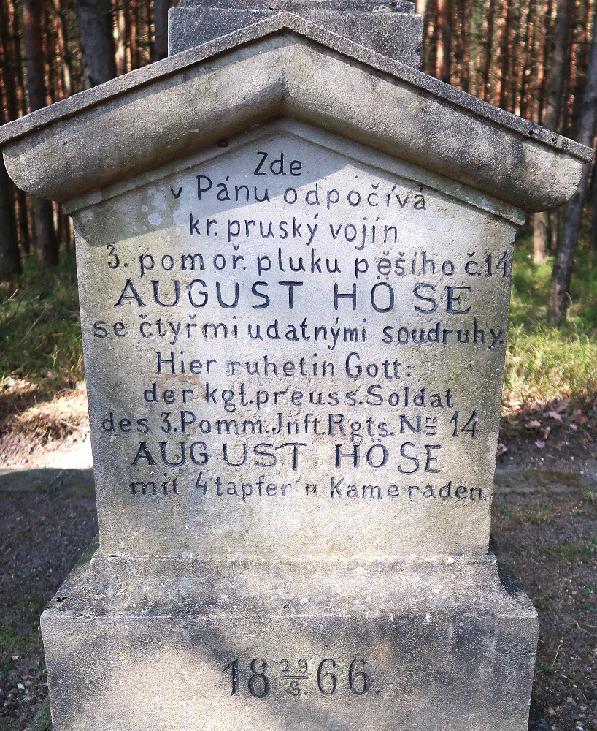 Zde
v Pánu odpočívá
kr. pruský vojín
3. pomoř. pluku pěšího č. 14
AUGUST HÖSE
se čtyřmi udatnými soudruhy.
Hier ruhet in Gott:
der kgl. preuss. Soldat
des 3. Pomm. Jnft. Rgts. No 14
AUGUST HÖSE
mit 4 tapfer'n Kameraden.
18 29/6 66.